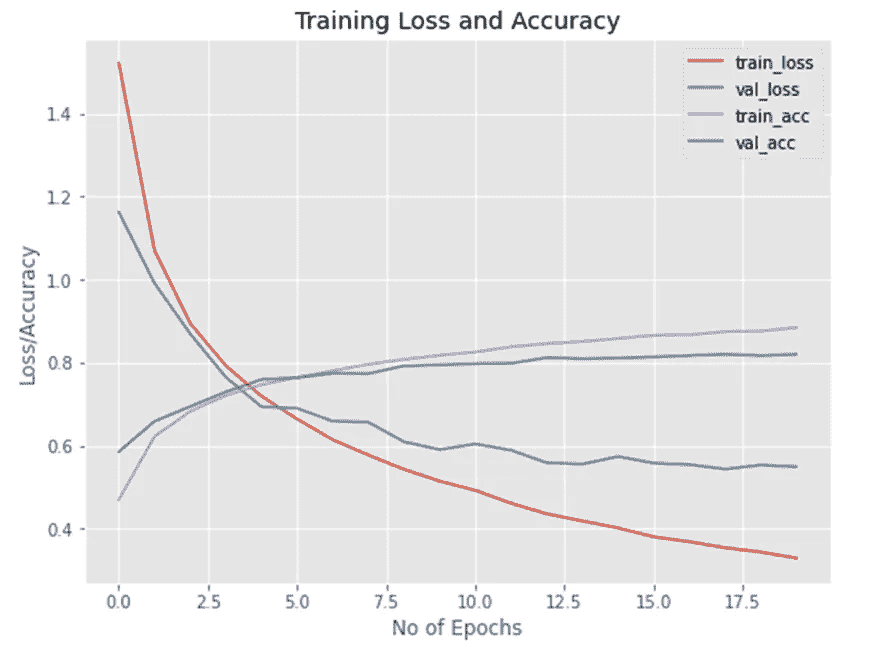 Training Loss and Accuracy
train_loss
val_loss
train_acc
val_acc
1.4
1.2
1.0
0.8
0.6
0.4
Loss/Accuracy
0.0 2.5 5.0 7.5 10.0 12.5 15.0 17.5
No of Epochs